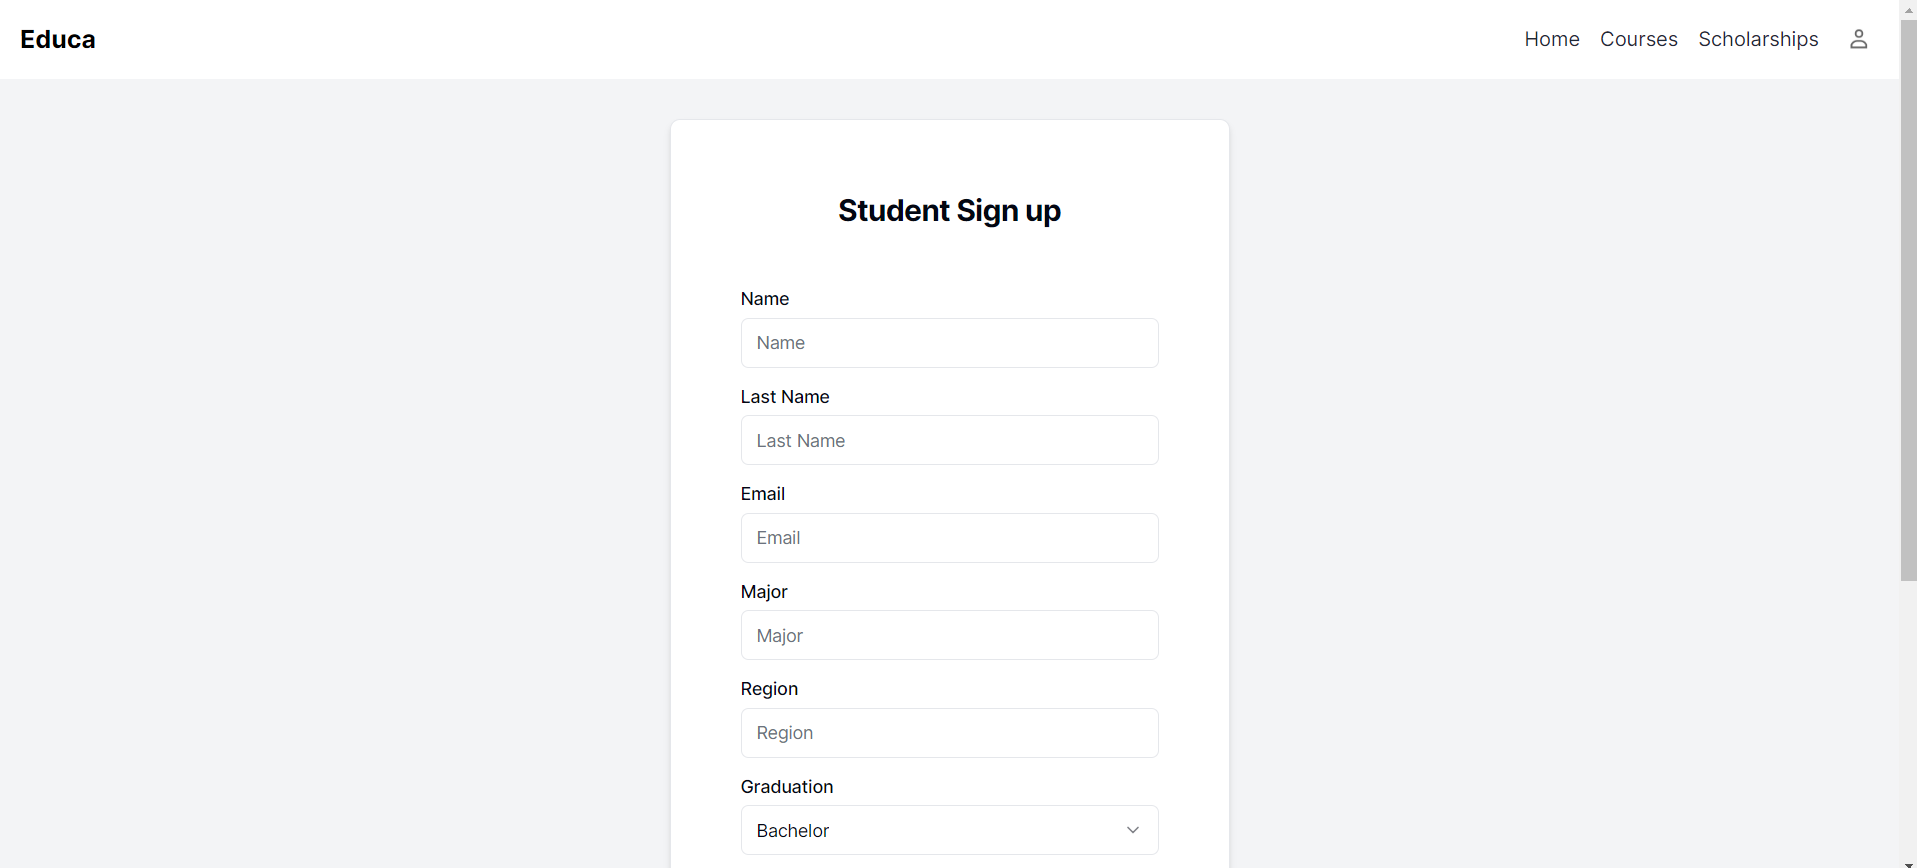 Educa
Home Courses Scholarships
Student Sign up
Name
Name
Last Name
Last Name
Email
Email
Major
Major
Region
Region
Graduation
Bachelor